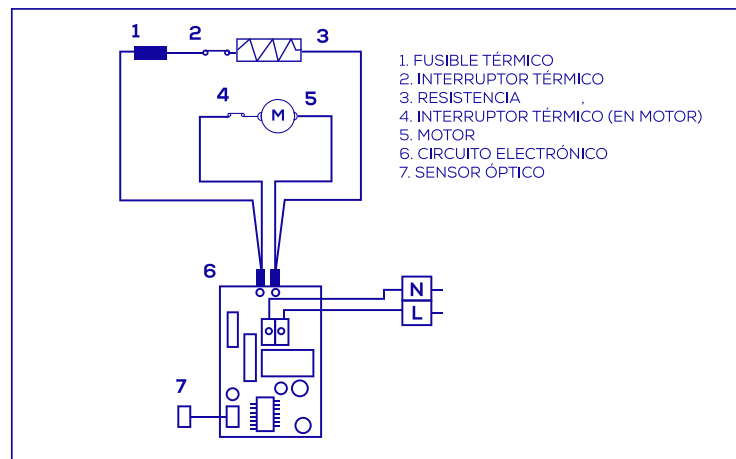 1
2
3
4
5
M
1. FUSIBLE TÉRMICO
2. INTERRUPTOR TÉRMICO
3. RESISTENCIA
4. INTERRUPTOR TÉRMICO (EN MOTOR)
5. MOTOR
6. CIRCUITO ELECTRÓNICO
7. SENSOR ÓPTICO
6
N
L
7